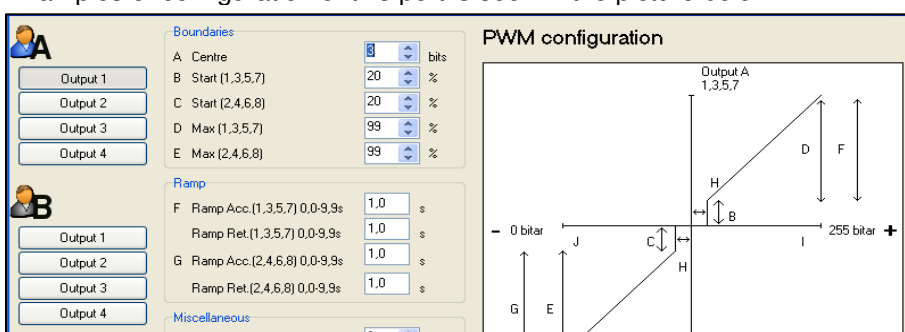 Boundaries
A Centre 3 bits
B Start (1,3,5,7) 20 %
C Start (2,4,6,8) 20 %
D Max (1,3,5,7) 99 %
E Max (2,4,6,8) 99 %
Ramp
F Ramp Acc.(1,3,5,7) 0,0-9,9s 1,0 s
Ramp Ret.(1,3,5,7) 0,0-9,9s 1,0 s
G Ramp Acc.(2,4,6,8) 0,0-9,9s 1,0 s
Ramp Ret.(2,4,6,8) 0,0-9,9s 1,0 s
Miscellaneous
A
Output 1
Output 2
Output 3
Output 4
B
Output 1
Output 2
Output 3
Output 4
PWM configuration
Output A
1,3,5,7
D F
H
B
- 0 bitar
J
C
I
255 bitar +
H
G E